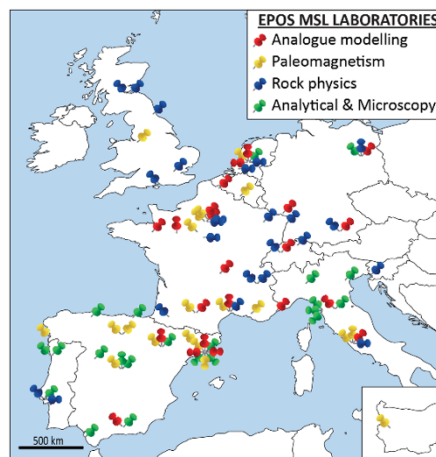 EPOS MSL LABORATORIES
Analogue modelling
Paleomagnetism
Rock physics
Analytical & Microscopy
500 km